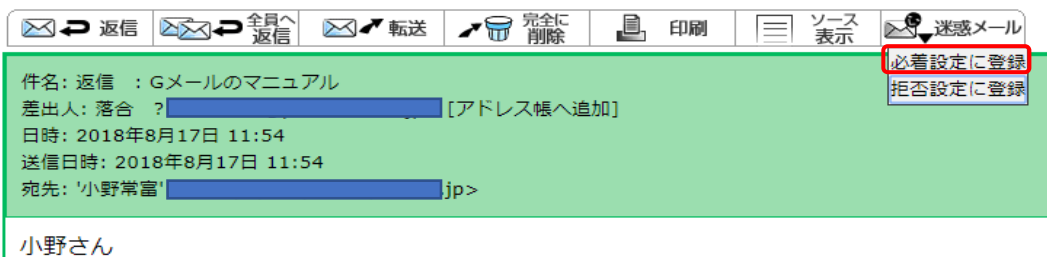 返信 全員へ返信 転送 完全に削除 印刷 ソース表示 迷惑メール
必着設定に登録
拒否設定に登録
件名: 返信 : Gメールのマニュアル
差出人: 落合 ? [アドレス帳へ追加]
日時: 2018年8月17日 11:54
送信日時: 2018年8月17日 11:54
宛先: '小野常富' .jp>
小野さん